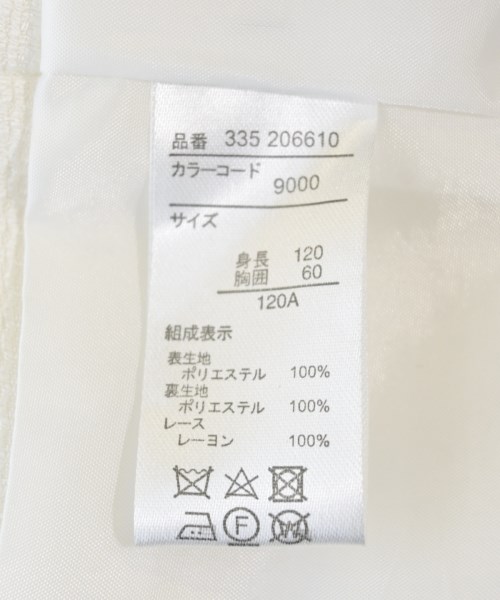 品番 335 206610
カラーコード
9000
サイズ
身長 120
胸囲 60
120A
組成表示
表生地
ポリエステル 100%
裏生地
ポリエステル 100%
レース
レーヨン 100%
F
W